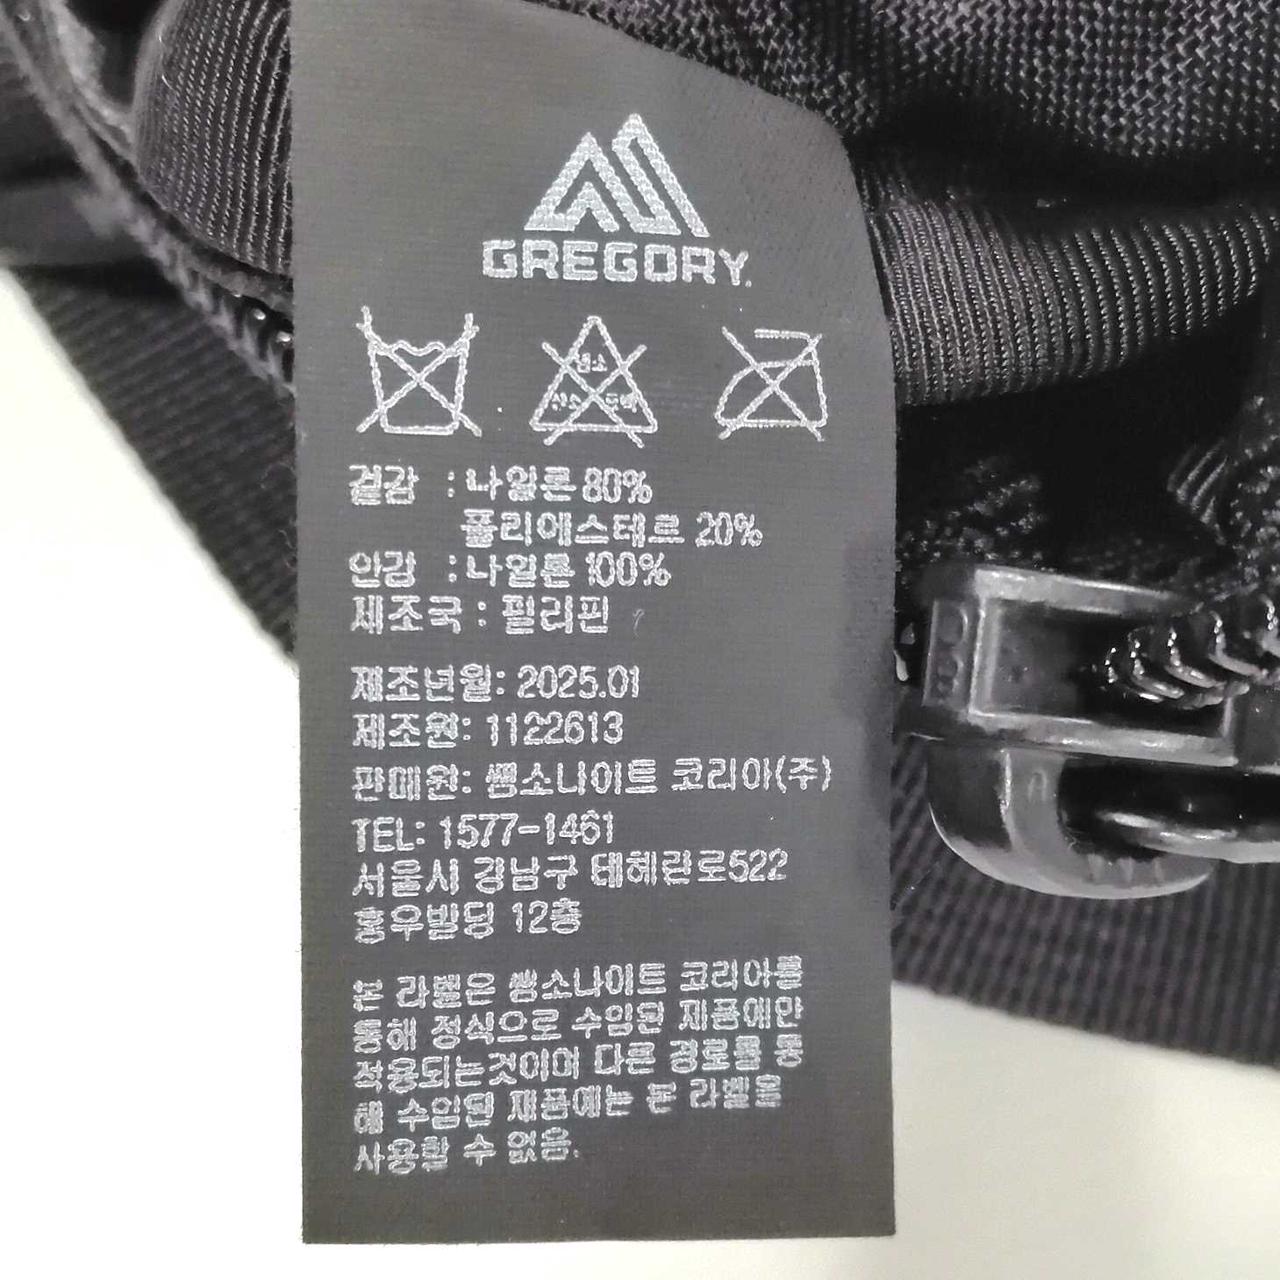 GREGORY.
염소
산소 표백
겉감 : 나일론 80%
폴리에스테르 20%
안감 : 나일론 100%
제조국 : 필리핀
제조년월: 2025.01
제조원: 1122613
판매원: 쌤소나이트 코리아(주)
TEL: 1577-1461
서울시 강남구 테헤란로522
홍우빌딩 12층
본 라벨은 쌤소나이트 코리아를
통해 정식으로 수입된 제품에만
적용되는것이며 다른 경로를 통
해 수입된 제품에는 본 라벨을
사용할 수 없음.